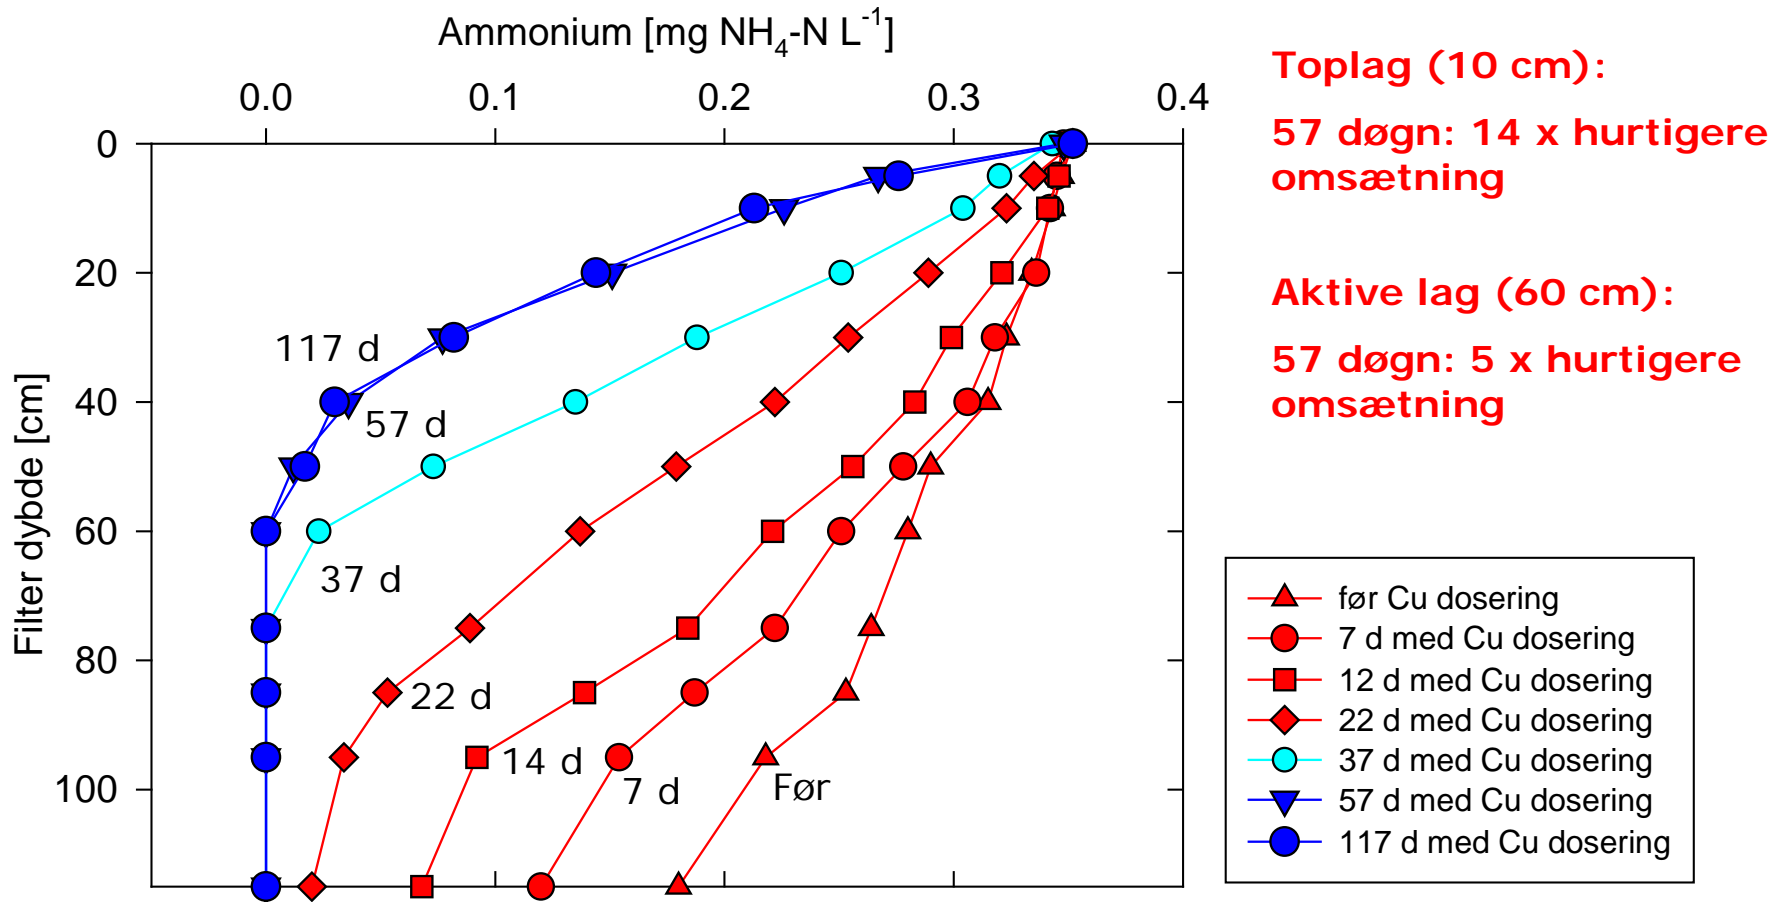 Ammonium [mg NH₄-N L⁻¹]
0.0 0.1 0.2 0.3 0.4
Filter dybde [cm]
0
20
40
60
80
100
117 d
57 d
37 d
22 d
14 d
7 d
Før
Toplag (10 cm):
57 døgn: 14 x hurtigere
omsætning
Aktive lag (60 cm):
57 døgn: 5 x hurtigere
omsætning
før Cu dosering
7 d med Cu dosering
12 d med Cu dosering
22 d med Cu dosering
37 d med Cu dosering
57 d med Cu dosering
117 d med Cu dosering